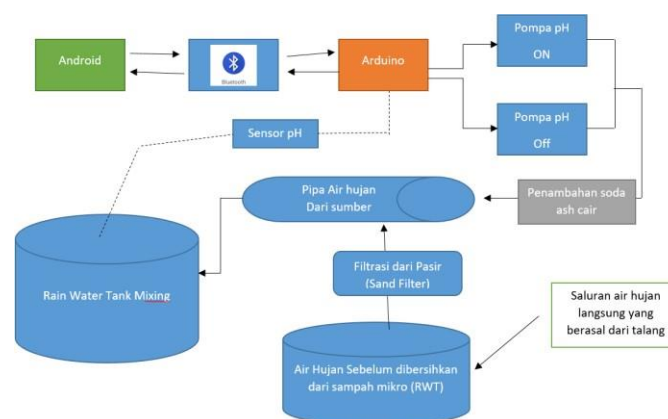 Android
Bluetooth
Arduino
Pompa pH
ON
Pompa pH
Off
Sensor pH
Pipa Air hujan
Dari sumber
Penambahan soda
ash cair
Rain Water Tank Mixing
Filtrasi dari Pasir
(Sand Filter)
Saluran air hujan
langsung yang
berasal dari talang
Air Hujan Sebelum dibersihkan
dari sampah mikro (RWT)